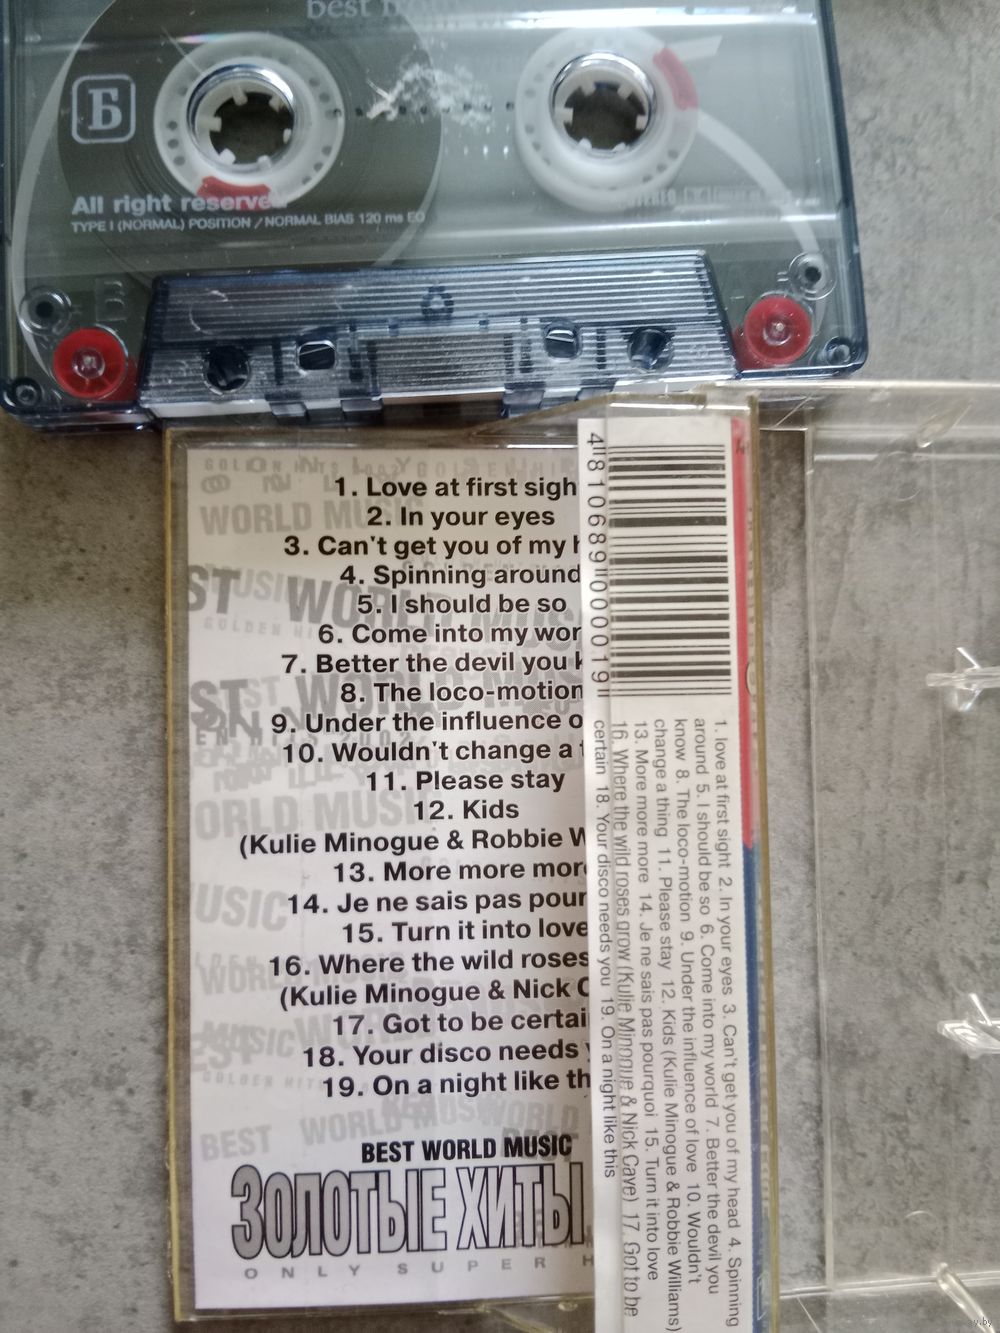 best
Б
All right reserve
TYPE I (NORMAL) POSITION / NORMAL BIAS 120 ms EQ
1. Love at first sigh
2. In your eyes
3. Can't get you of my h
4. Spinning around
5. I should be so
6. Come into my wor
7. Better the devil you k
8. The loco-motion
9. Under the influence o
10. Wouldn't change a t
11. Please stay
12. Kids
(Kulie Minogue & Robbie W
13. More more mor
14. Je ne sais pas pour
15. Turn it into love
16. Where the wild roses
(Kulie Minogue & Nick C
17. Got to be certai
18. Your disco needs y
19. On a night like th
BEST WORLD MUSIC
ЗОЛОТЫЕ ХИТЫ
ONLY SUPER H
4 810689 000019
1. love at first sight 2. In your eyes 3. Can't get you of my head 4. Spinning
around 5. I should be so 6. Come into my world 7. Better the devil you
know 8. The loco-motion 9. Under the influence of love 10. Wouldn't
change a thing 11. Please stay 12. Kids (Kulie Minogue & Robbie Williams)
13. More more more 14. Je ne sais pas pourquoi 15. Turn it into love
16. Where the wild roses grow (Kulie Minogue & Nick Cave) 17. Got to be
certain 18. Your disco needs you 19. On a night like this